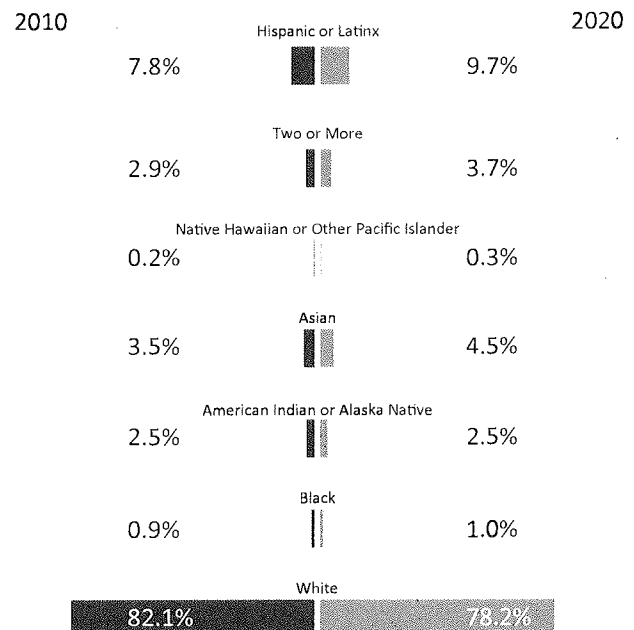 2010 2020
Hispanic or Latinx
7.8% 9.7%
Two or More
2.9% 3.7%
Native Hawaiian or Other Pacific Islander
0.2% 0.3%
Asian
3.5% 4.5%
American Indian or Alaska Native
2.5% 2.5%
Black
0.9% 1.0%
White
82.1% 78.2%